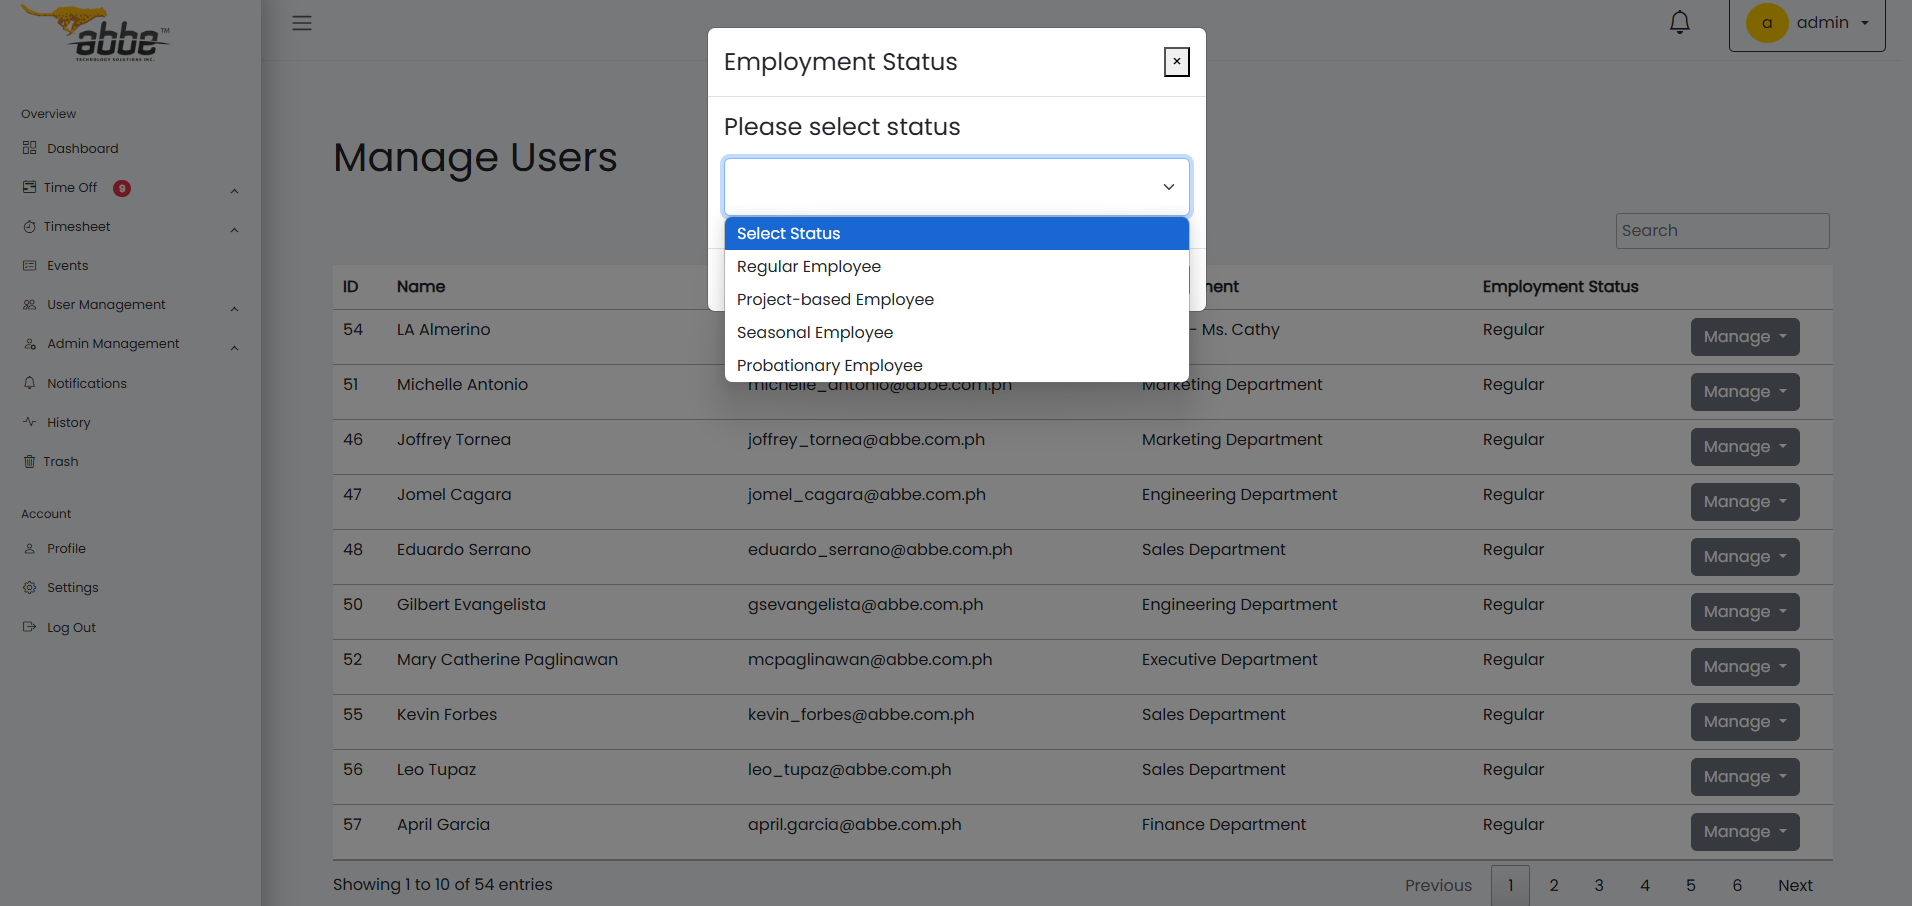 abbe™
TECHNOLOGY SOLUTIONS INC.
Overview
Dashboard
Time Off 9
Timesheet
Events
User Management
Admin Management
Notifications
History
Trash
Account
Profile
Settings
Log Out
a admin
Employment Status ×
Please select status
Select Status
Regular Employee
Project-based Employee
Seasonal Employee
Probationary Employee
Manage Users
Search
ID Name Employment Status
54 LA Almerino - Ms. Cathy Regular Manage
51 Michelle Antonio michelle_antonio@abbe.com.ph Marketing Department Regular Manage
46 Joffrey Tornea joffrey_tornea@abbe.com.ph Marketing Department Regular Manage
47 Jomel Cagara jomel_cagara@abbe.com.ph Engineering Department Regular Manage
48 Eduardo Serrano eduardo_serrano@abbe.com.ph Sales Department Regular Manage
50 Gilbert Evangelista gsevangelista@abbe.com.ph Engineering Department Regular Manage
52 Mary Catherine Paglinawan mcpaglinawan@abbe.com.ph Executive Department Regular Manage
55 Kevin Forbes kevin_forbes@abbe.com.ph Sales Department Regular Manage
56 Leo Tupaz leo_tupaz@abbe.com.ph Sales Department Regular Manage
57 April Garcia april.garcia@abbe.com.ph Finance Department Regular Manage
Showing 1 to 10 of 54 entries
Previous 1 2 3 4 5 6 Next